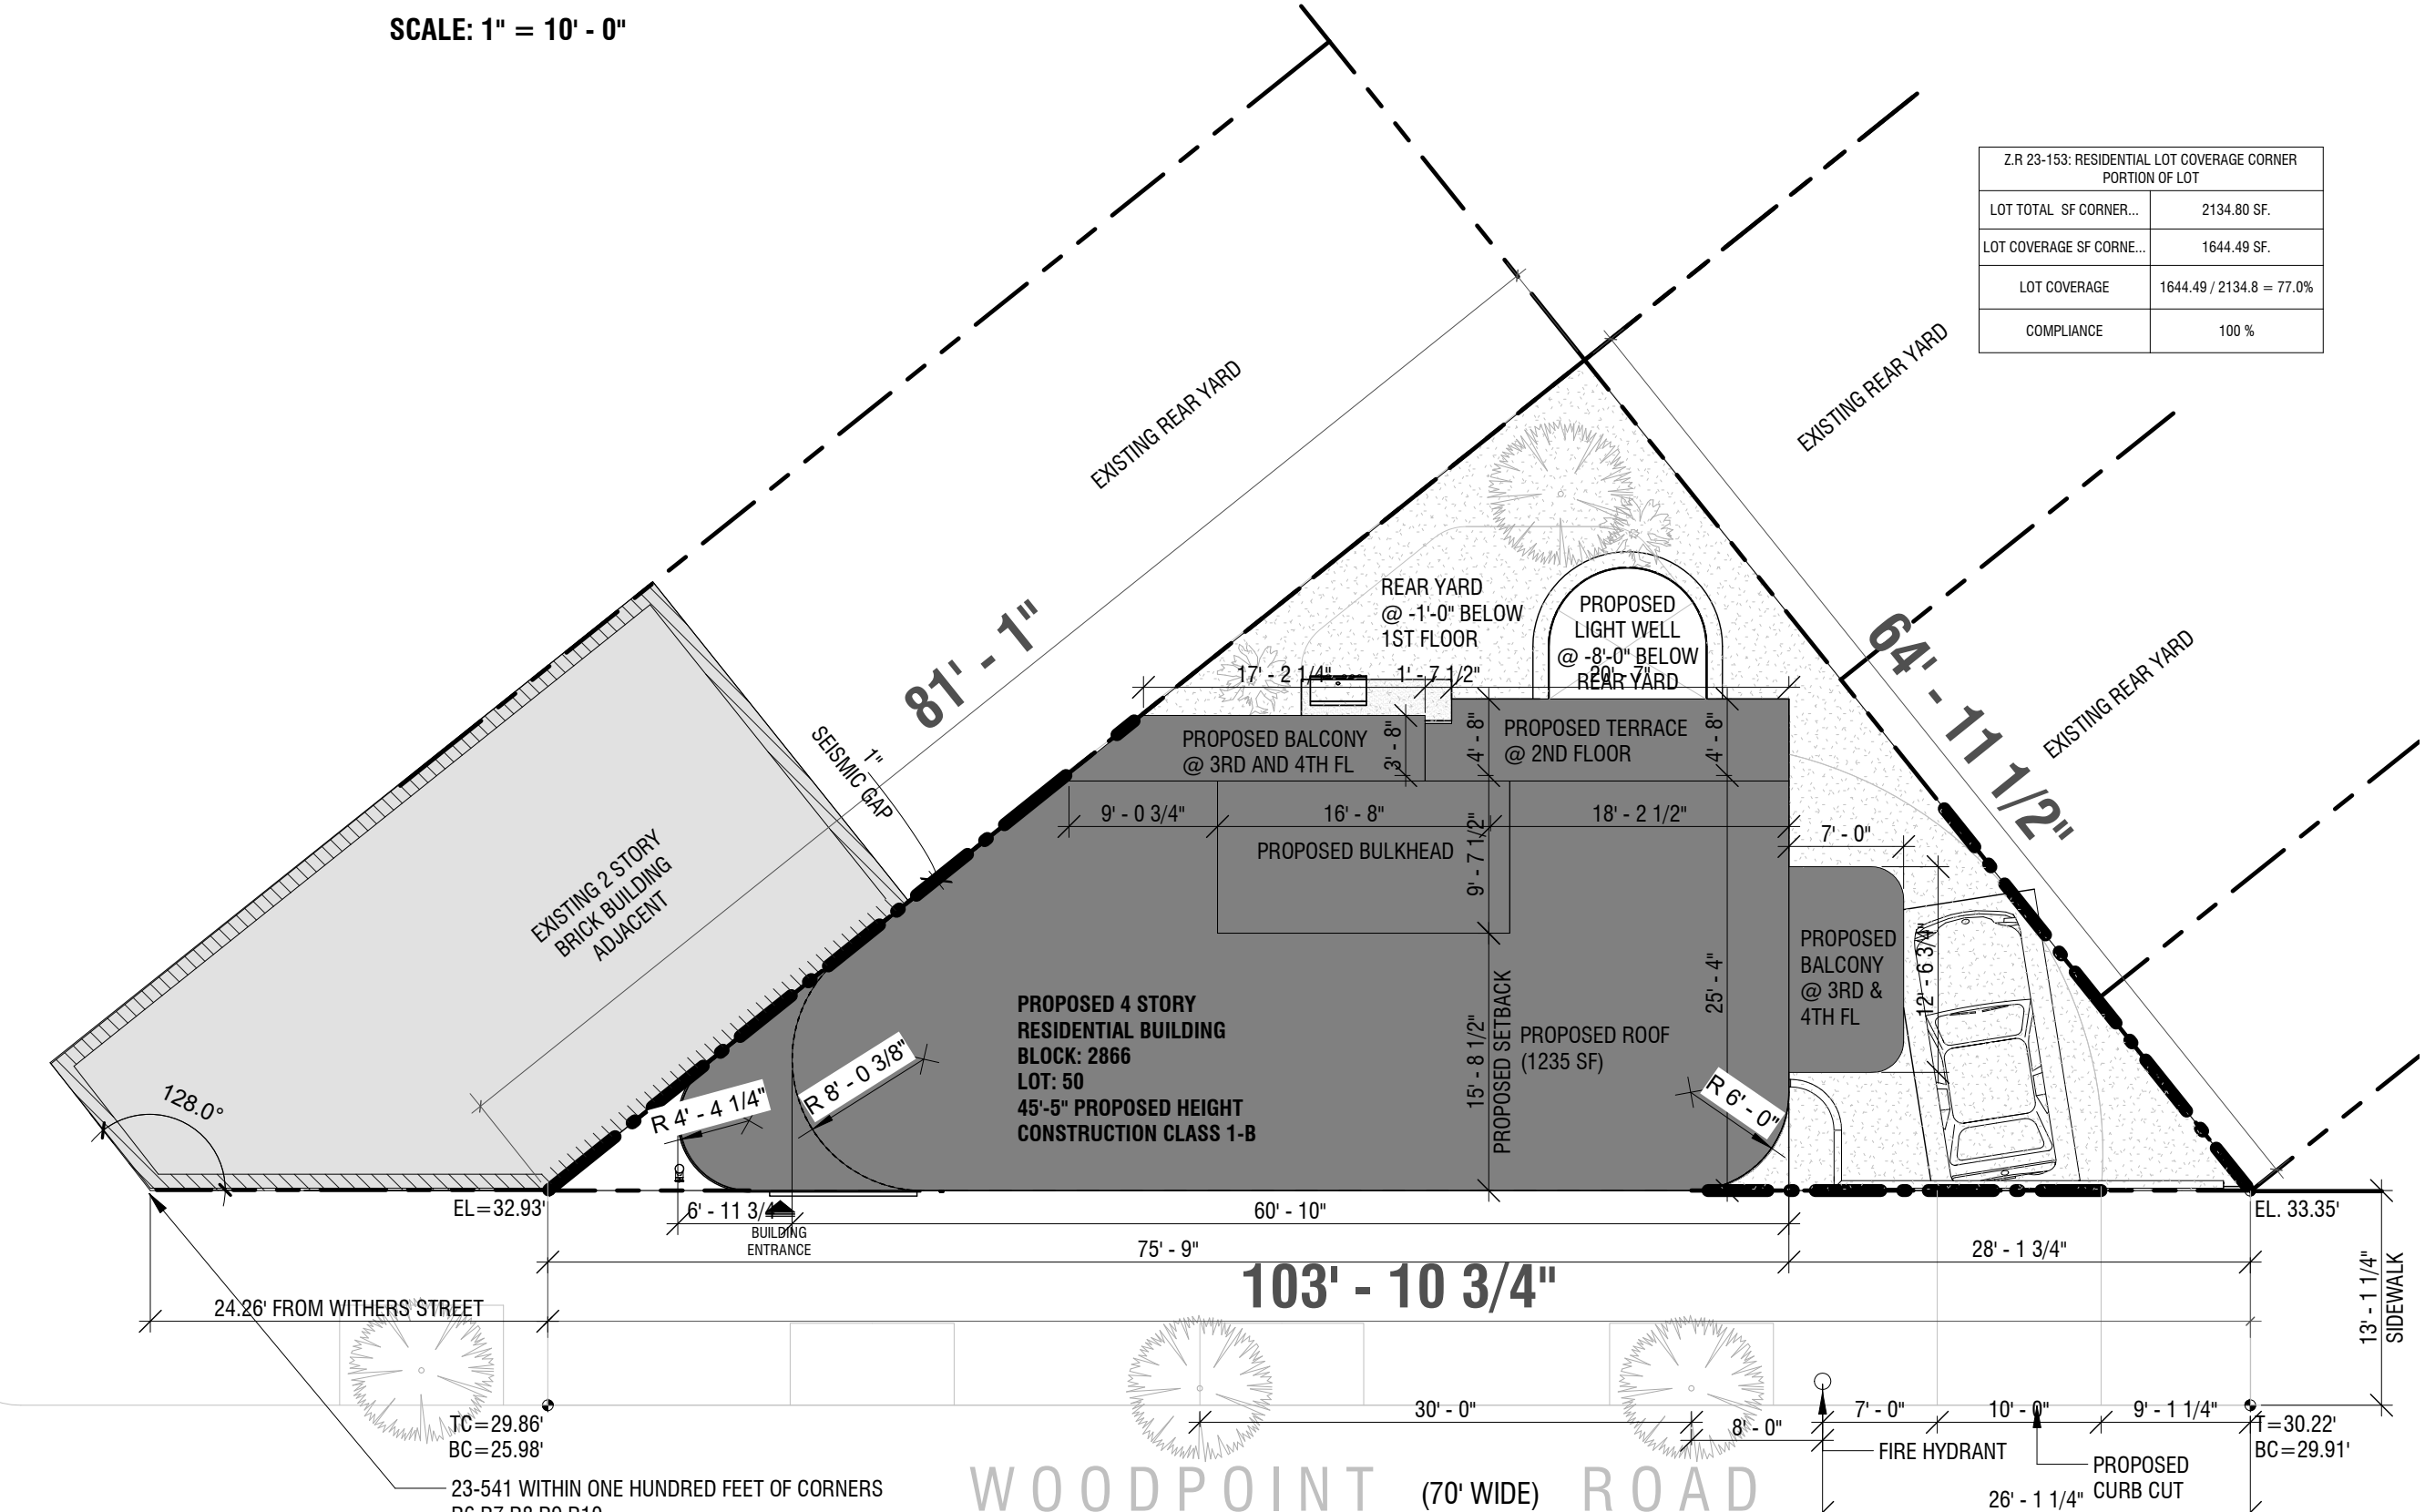 SCALE: 1" = 10' - 0"
Z.R 23-153: RESIDENTIAL LOT COVERAGE CORNER
PORTION OF LOT
LOT TOTAL SF CORNER... 2134.80 SF.
LOT COVERAGE SF CORNE... 1644.49 SF.
LOT COVERAGE 1644.49 / 2134.8 = 77.0%
COMPLIANCE 100 %
EXISTING REAR YARD
EXISTING REAR YARD
EXISTING REAR YARD
81' - 1"
64' - 11 1/2"
1"
SEISMIC GAP
REAR YARD
@ -1'-0" BELOW
1ST FLOOR
PROPOSED
LIGHT WELL
@ -8'-0" BELOW
REAR YARD
17' - 2 1/4"
1' - 7 1/2"
20' - 7"
PROPOSED BALCONY
@ 3RD AND 4TH FL
3' - 8"
4' - 8"
PROPOSED TERRACE
@ 2ND FLOOR
4' - 8"
9' - 0 3/4"
16' - 8"
18' - 2 1/2"
PROPOSED BULKHEAD
9' - 7 1/2"
7' - 0"
EXISTING 2 STORY
BRICK BUILDING
ADJACENT
PROPOSED
BALCONY
@ 3RD &
4TH FL
12' - 6 3/4"
25' - 4"
PROPOSED 4 STORY
RESIDENTIAL BUILDING
BLOCK: 2866
LOT: 50
45'-5" PROPOSED HEIGHT
CONSTRUCTION CLASS 1-B
15' - 8 1/2"
PROPOSED SETBACK
PROPOSED ROOF
(1235 SF)
R 4' - 4 1/4"
R 8' - 0 3/8"
R 6' - 0"
128.0°
EL=32.93'
EL. 33.35'
6' - 11 3/4"
BUILDING
ENTRANCE
60' - 10"
75' - 9"
28' - 1 3/4"
103' - 10 3/4"
13' - 1 1/4"
SIDEWALK
24.26' FROM WITHERS STREET
TC=29.86'
BC=25.98'
30' - 0"
8' - 0"
7' - 0"
10' - 0"
9' - 1 1/4"
T=30.22'
BC=29.91'
FIRE HYDRANT
PROPOSED
CURB CUT
23-541 WITHIN ONE HUNDRED FEET OF CORNERS
R6 R7 R8 R9 R10
WOODPOINT ROAD
(70' WIDE)
26' - 1 1/4"